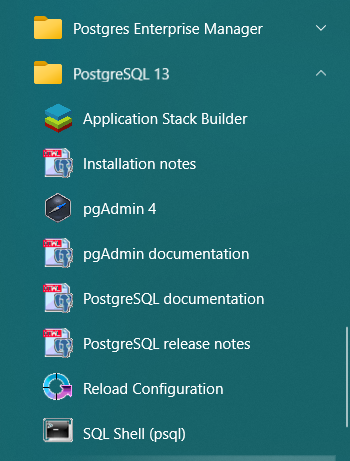 Postgres Enterprise Manager
PostgreSQL 13
Application Stack Builder
Installation notes
pgAdmin 4
pgAdmin documentation
PostgreSQL documentation
PostgreSQL release notes
Reload Configuration
SQL Shell (psql)